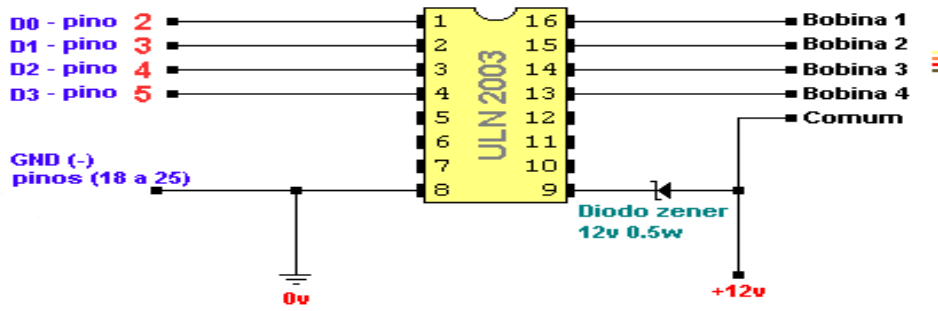 D0 - pino 2
D1 - pino 3
D2 - pino 4
D3 - pino 5
GND (-)
pinos (18 a 25)
0v
1
2
3
4
5
6
7
8
ULN 2003
16
15
14
13
12
11
10
9
Bobina 1
Bobina 2
Bobina 3
Bobina 4
Comum
Diodo zener
12v 0.5w
+12v